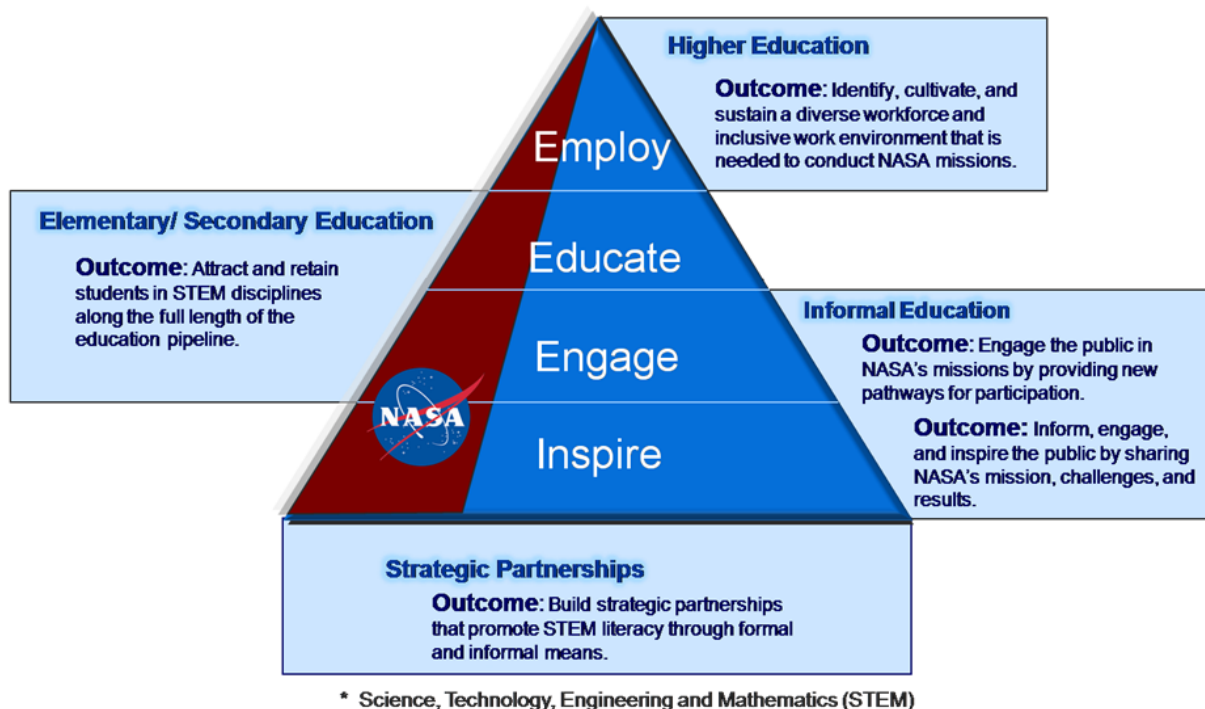 Higher Education
Outcome: Identify, cultivate, and
sustain a diverse workforce and
inclusive work environment that is
needed to conduct NASA missions.
Employ
Elementary/ Secondary Education
Outcome: Attract and retain
students in STEM disciplines
along the full length of the
education pipeline.
Educate
Informal Education
Outcome: Engage the public in
NASA's missions by providing new
pathways for participation.
Outcome: Inform, engage,
and inspire the public by sharing
NASA's mission, challenges, and
results.
Engage
NASA
Inspire
Strategic Partnerships
Outcome: Build strategic partnerships
that promote STEM literacy through formal
and informal means.
* Science, Technology, Engineering and Mathematics (STEM)